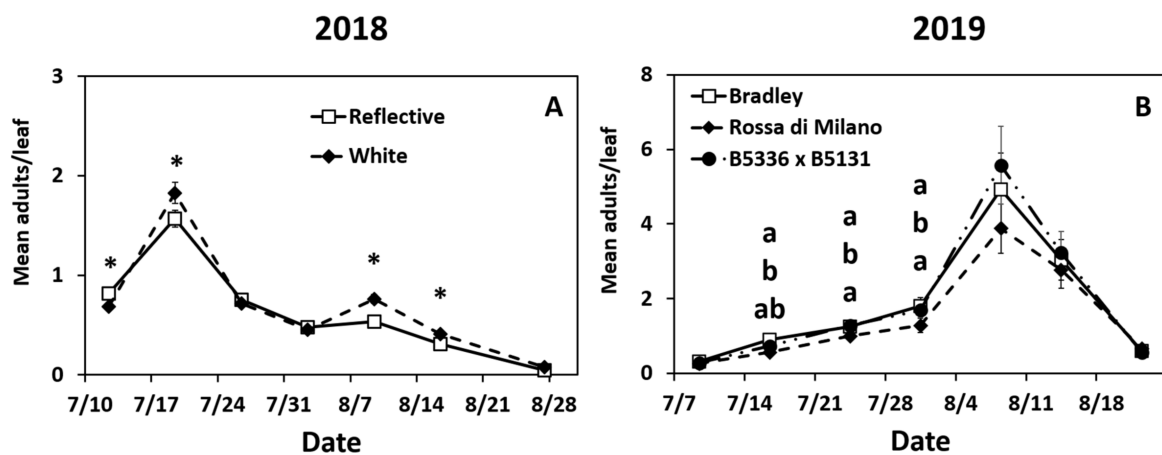 2018
2019
Mean adults/leaf
3
2
1
0
A
Reflective
White
*
*
*
*
7/10
7/17
7/24
7/31
8/7
8/14
8/21
8/28
Date
Mean adults/leaf
8
6
4
2
0
B
Bradley
Rossa di Milano
B5336 x B5131
a
b
ab
a
b
a
a
b
a
7/7
7/14
7/21
7/28
8/4
8/11
8/18
Date